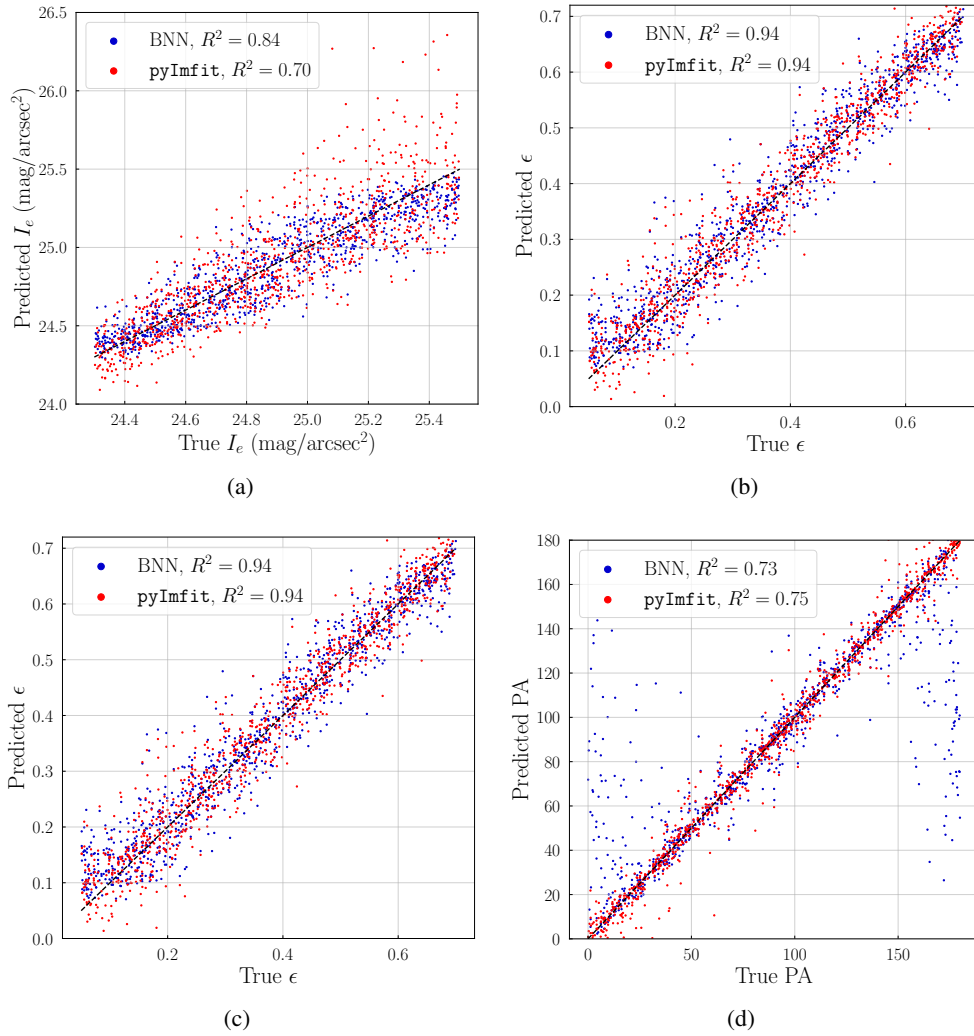 26.5
26.0
25.5
25.0
24.5
24.0
Predicted I_e (mag/arcsec²)
BNN, R² = 0.84
pyImfit, R² = 0.70
24.4 24.6 24.8 25.0 25.2 25.4
True I_e (mag/arcsec²)
(a)
0.7
0.6
0.5
0.4
0.3
0.2
0.1
0.0
Predicted ϵ
BNN, R² = 0.94
pyImfit, R² = 0.94
0.2 0.4 0.6
True ϵ
(b)
0.7
0.6
0.5
0.4
0.3
0.2
0.1
0.0
Predicted ϵ
BNN, R² = 0.94
pyImfit, R² = 0.94
0.2 0.4 0.6
True ϵ
(c)
180
160
140
120
100
80
60
40
20
0
Predicted PA
BNN, R² = 0.73
pyImfit, R² = 0.75
0 50 100 150
True PA
(d)